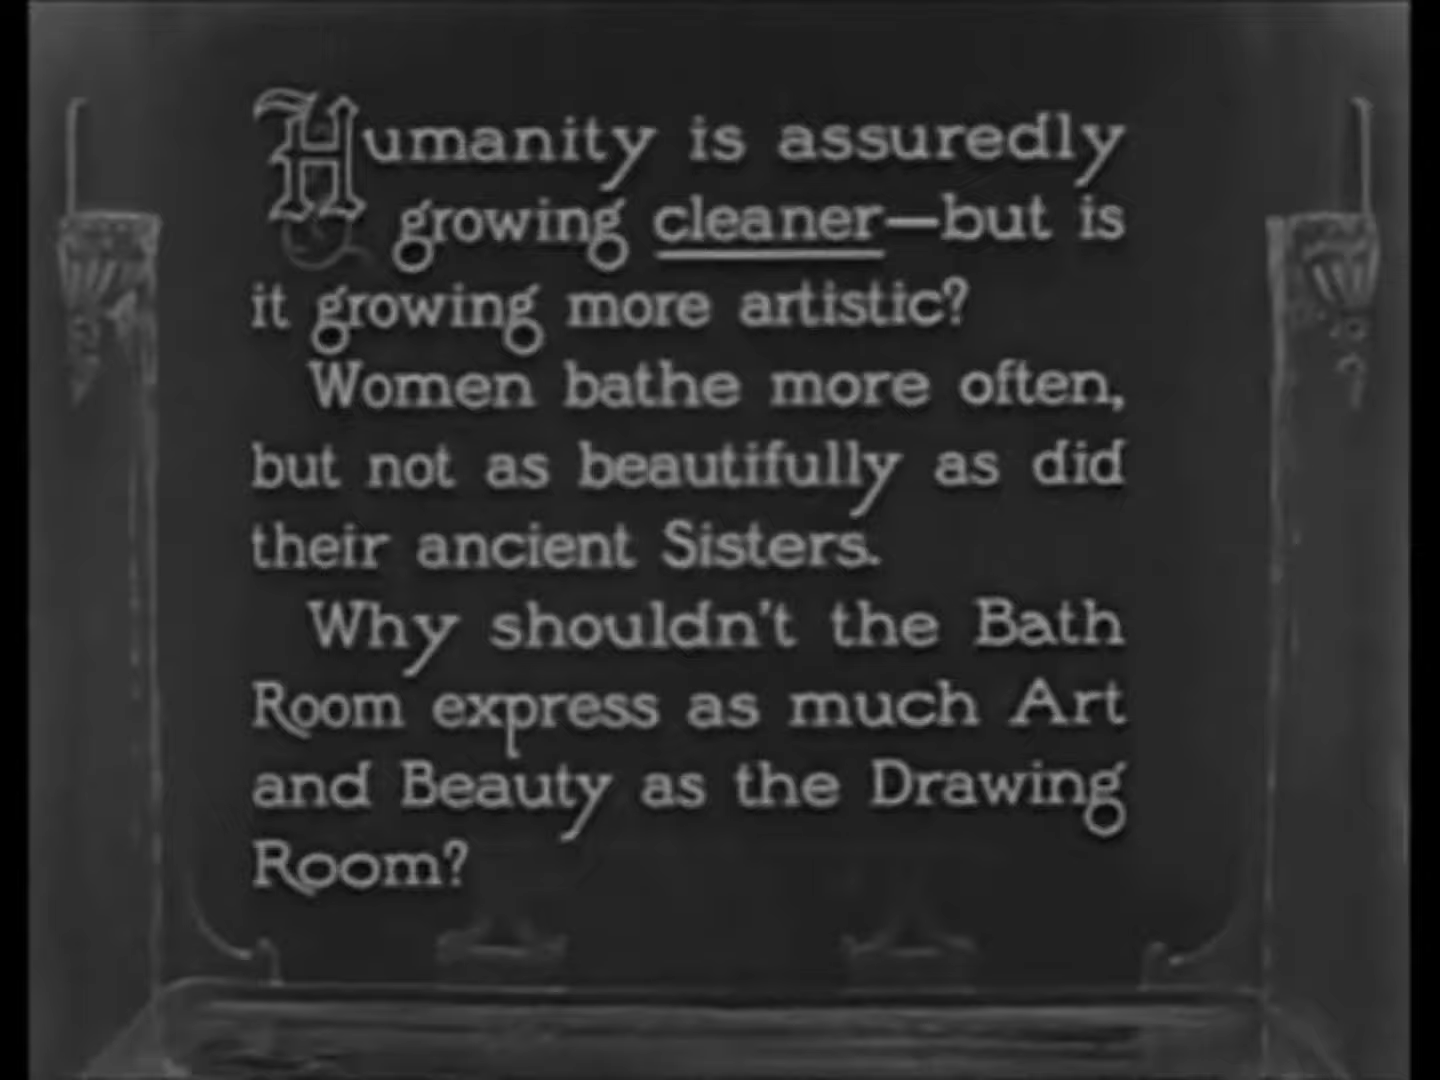 Humanity is assuredly
growing cleaner—but is
it growing more artistic?
Women bathe more often,
but not as beautifully as did
their ancient Sisters.
Why shouldn't the Bath
Room express as much Art
and Beauty as the Drawing
Room?